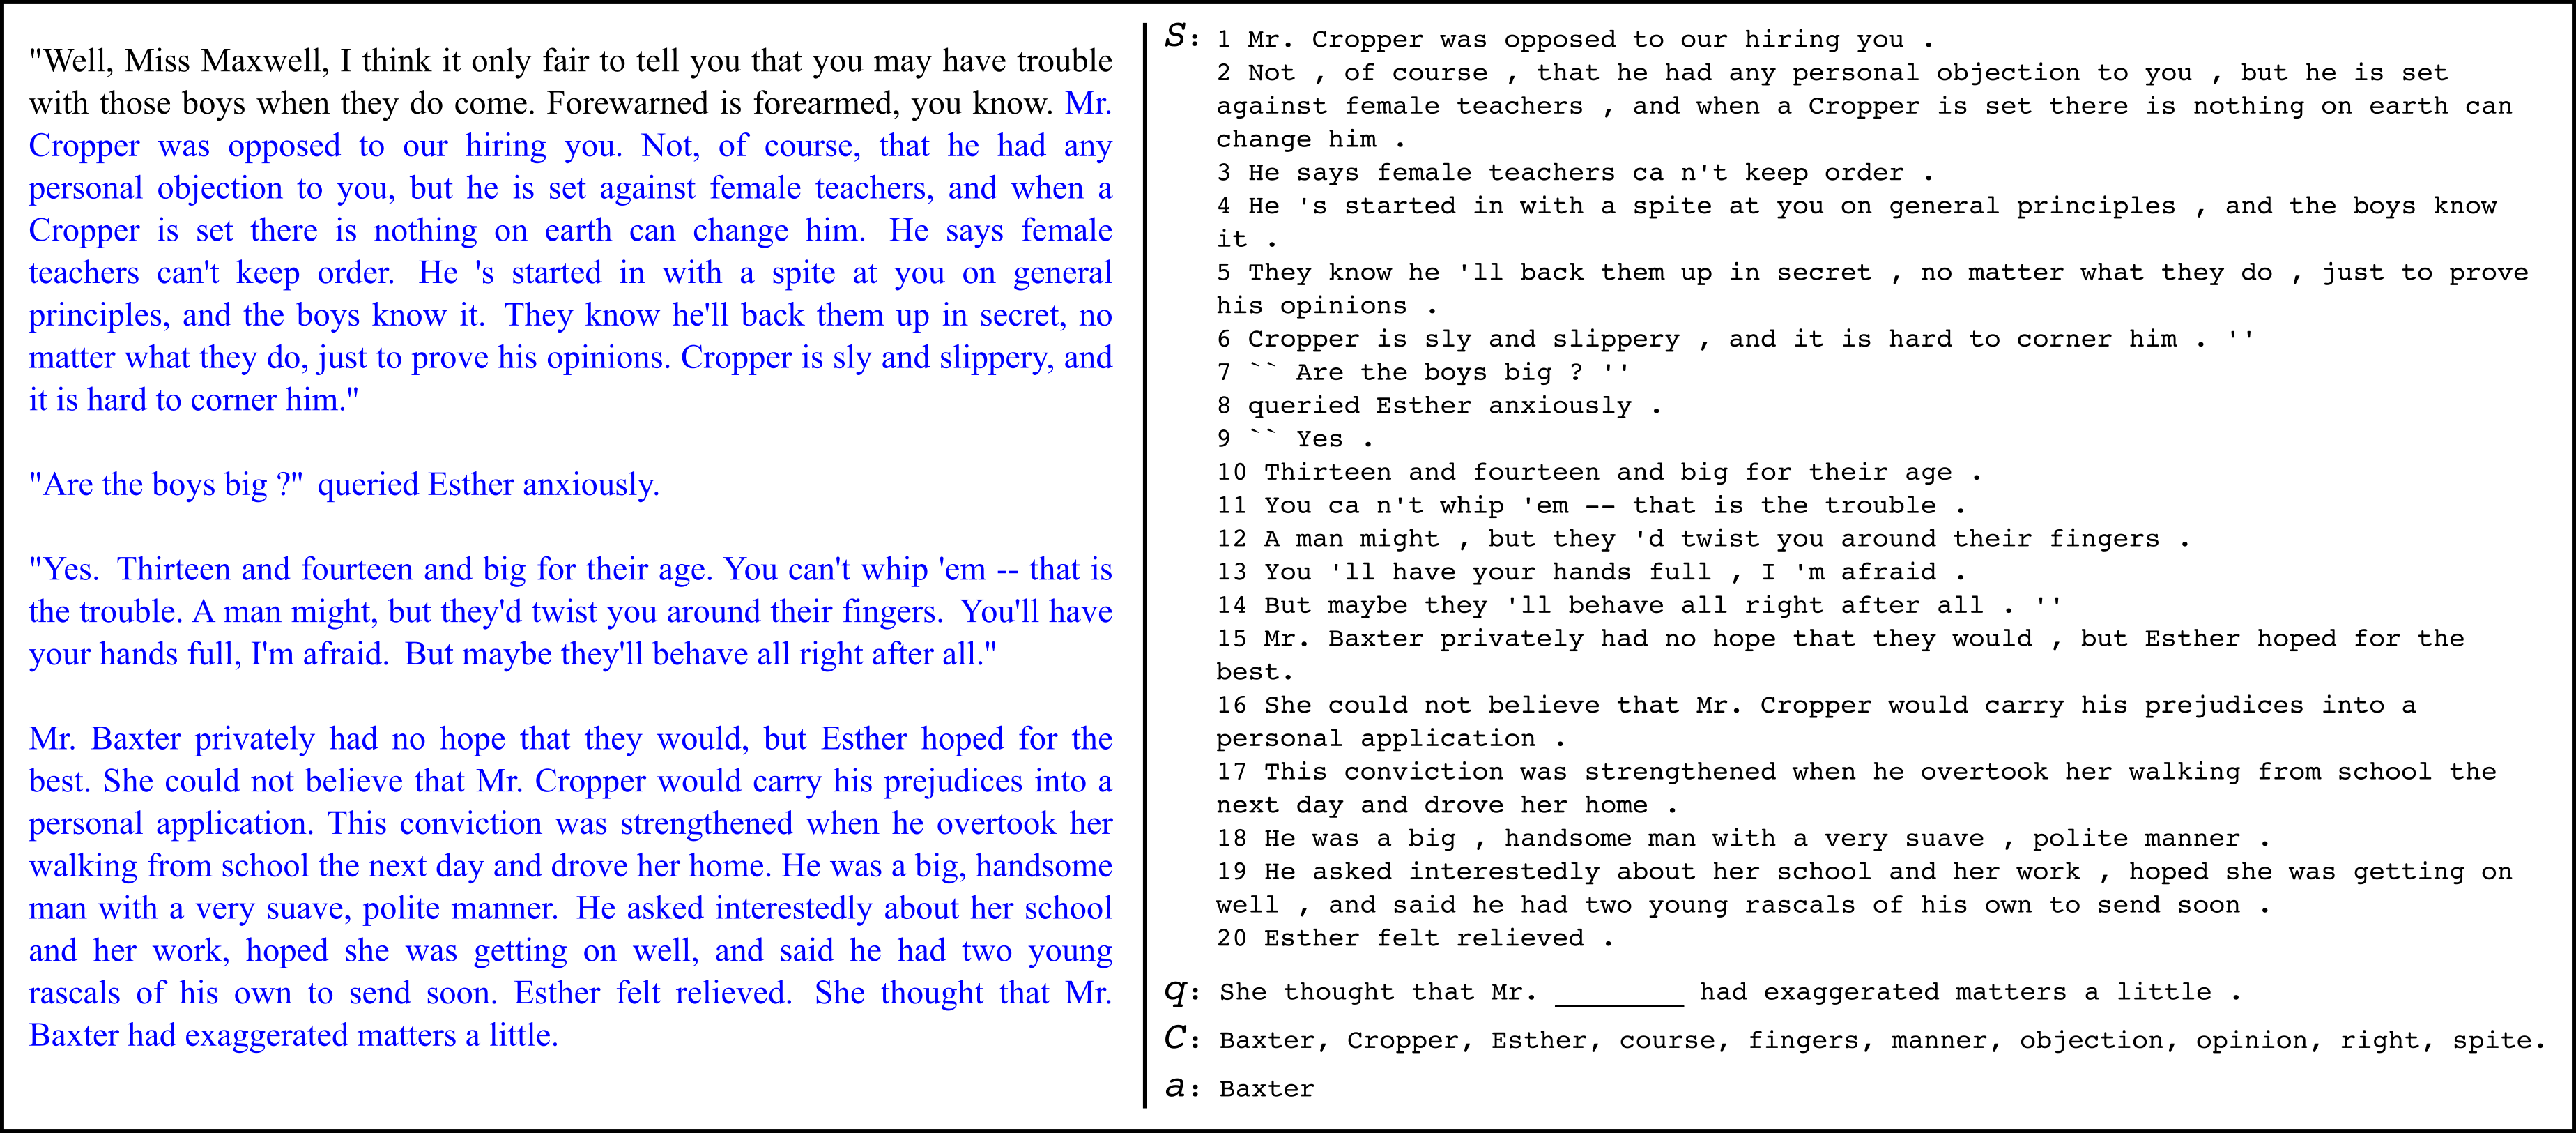 "Well, Miss Maxwell, I think it only fair to tell you that you may have trouble
with those boys when they do come. Forewarned is forearmed, you know. Mr.
Cropper was opposed to our hiring you. Not, of course, that he had any
personal objection to you, but he is set against female teachers, and when a
Cropper is set there is nothing on earth can change him. He says female
teachers can't keep order. He 's started in with a spite at you on general
principles, and the boys know it. They know he'll back them up in secret, no
matter what they do, just to prove his opinions. Cropper is sly and slippery, and
it is hard to corner him."
"Are the boys big ?" queried Esther anxiously.
"Yes. Thirteen and fourteen and big for their age. You can't whip 'em -- that is
the trouble. A man might, but they'd twist you around their fingers. You'll have
your hands full, I'm afraid. But maybe they'll behave all right after all."
Mr. Baxter privately had no hope that they would, but Esther hoped for the
best. She could not believe that Mr. Cropper would carry his prejudices into a
personal application. This conviction was strengthened when he overtook her
walking from school the next day and drove her home. He was a big, handsome
man with a very suave, polite manner. He asked interestedly about her school
and her work, hoped she was getting on well, and said he had two young
rascals of his own to send soon. Esther felt relieved. She thought that Mr.
Baxter had exaggerated matters a little.
S: 1 Mr. Cropper was opposed to our hiring you .
2 Not , of course , that he had any personal objection to you , but he is set
against female teachers , and when a Cropper is set there is nothing on earth can
change him .
3 He says female teachers ca n't keep order .
4 He 's started in with a spite at you on general principles , and the boys know
it .
5 They know he 'll back them up in secret , no matter what they do , just to prove
his opinions .
6 Cropper is sly and slippery , and it is hard to corner him . ''
7 `` Are the boys big ? ''
8 queried Esther anxiously .
9 `` Yes .
10 Thirteen and fourteen and big for their age .
11 You ca n't whip 'em -- that is the trouble .
12 A man might , but they 'd twist you around their fingers .
13 You 'll have your hands full , I 'm afraid .
14 But maybe they 'll behave all right after all . ''
15 Mr. Baxter privately had no hope that they would , but Esther hoped for the
best.
16 She could not believe that Mr. Cropper would carry his prejudices into a
personal application .
17 This conviction was strengthened when he overtook her walking from school the
next day and drove her home .
18 He was a big , handsome man with a very suave , polite manner .
19 He asked interestedly about her school and her work , hoped she was getting on
well , and said he had two young rascals of his own to send soon .
20 Esther felt relieved .
q: She thought that Mr. ________ had exaggerated matters a little .
C: Baxter, Cropper, Esther, course, fingers, manner, objection, opinion, right, spite.
a: Baxter